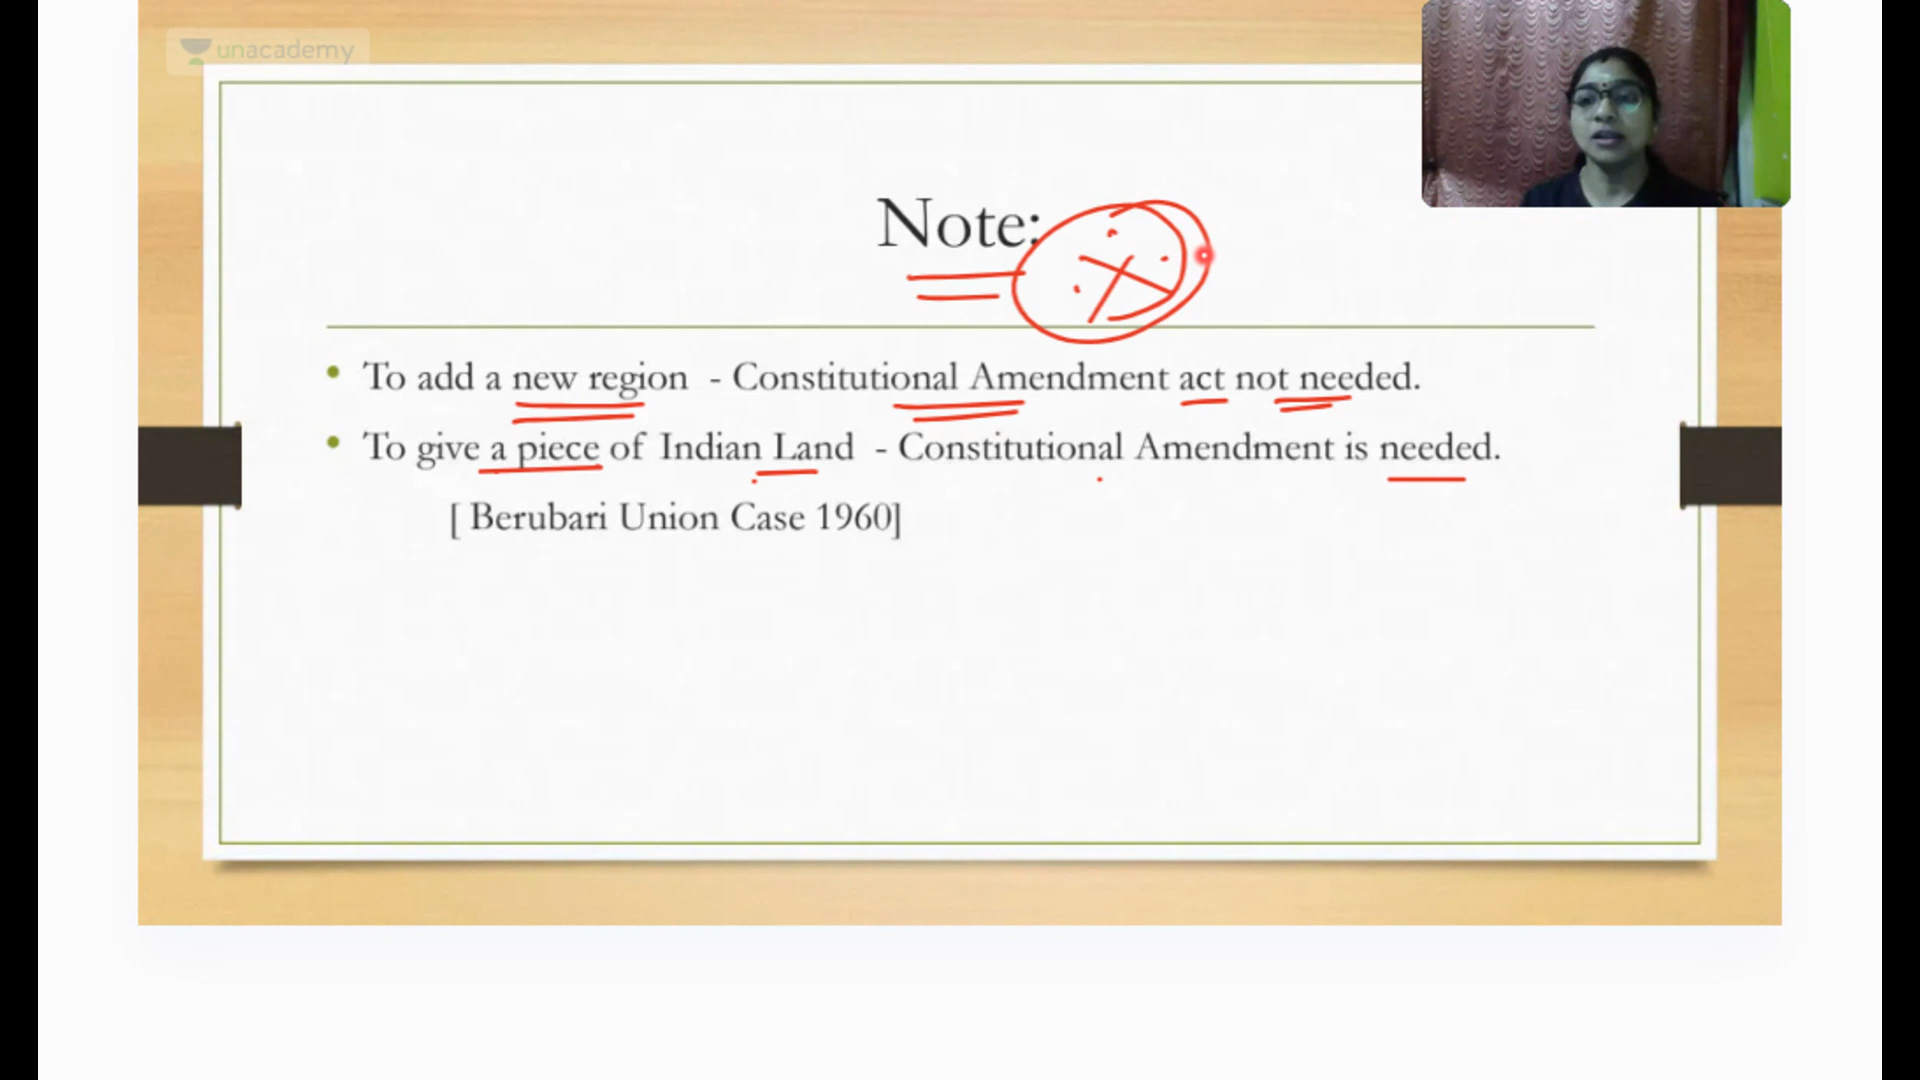 unacademy
Note:
• To add a new region - Constitutional Amendment act not needed.
• To give a piece of Indian Land - Constitutional Amendment is needed.
[ Berubari Union Case 1960]